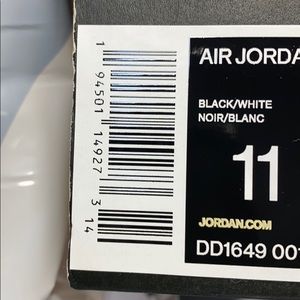 AIR JORDA
BLACK/WHITE
NOIR/BLANC
11
JORDAN.COM
DD1649 001
1 94501 14927 3 14